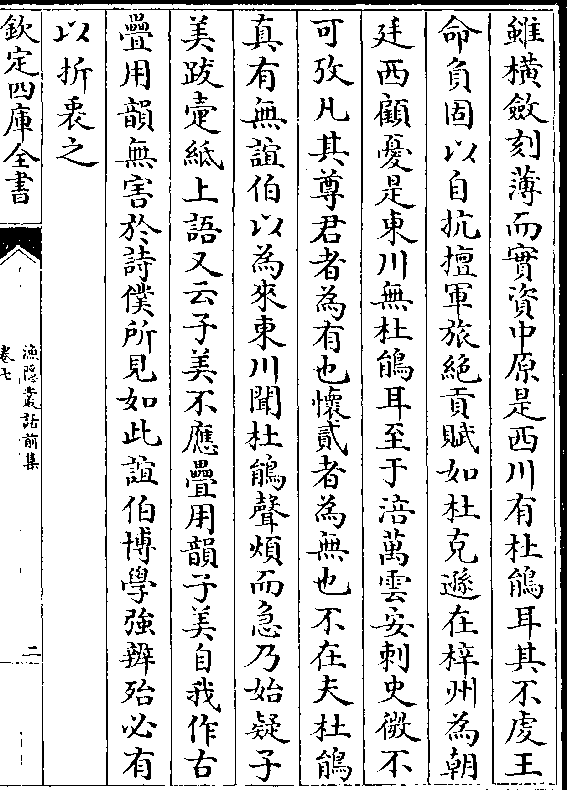 雖橫斂刻薄而實資中原是西川有杜鵑耳其不虔王
命負固以自抗擅軍旅絶貢賦如杜克遜在梓州為朝
廷西顧憂是東川無杜鵑耳至于涪萬雲安刺史微不
可攷凡其尊君者為有也懷貳者為無也不在夫杜鵑
真有無誼伯以為來東川聞杜鵑聲煩而急乃始疑子
美跋疐紙上語又云子美不應疊用韻子美自我作古
疊用韻無害於詩僕所見如此誼伯博學強辨殆必有
以折衷之
欽定四庫全書
漁隱叢話前集
卷七
二